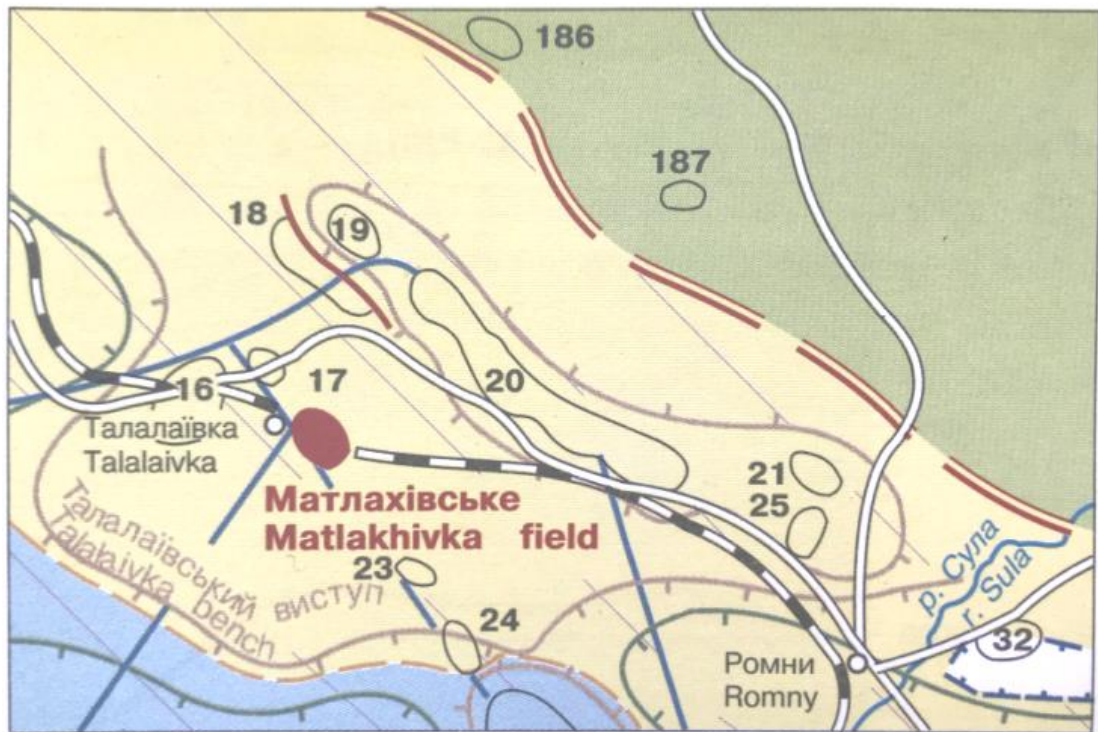 186
187
18
19
20
16
17
Талалаївка
Talalaivka
Матлахівське
Matlakhivka field
21
25
23
24
Талалаївський виступ
Talalaivka bench
р. Сула
r. Sula
32
Ромни
Romny